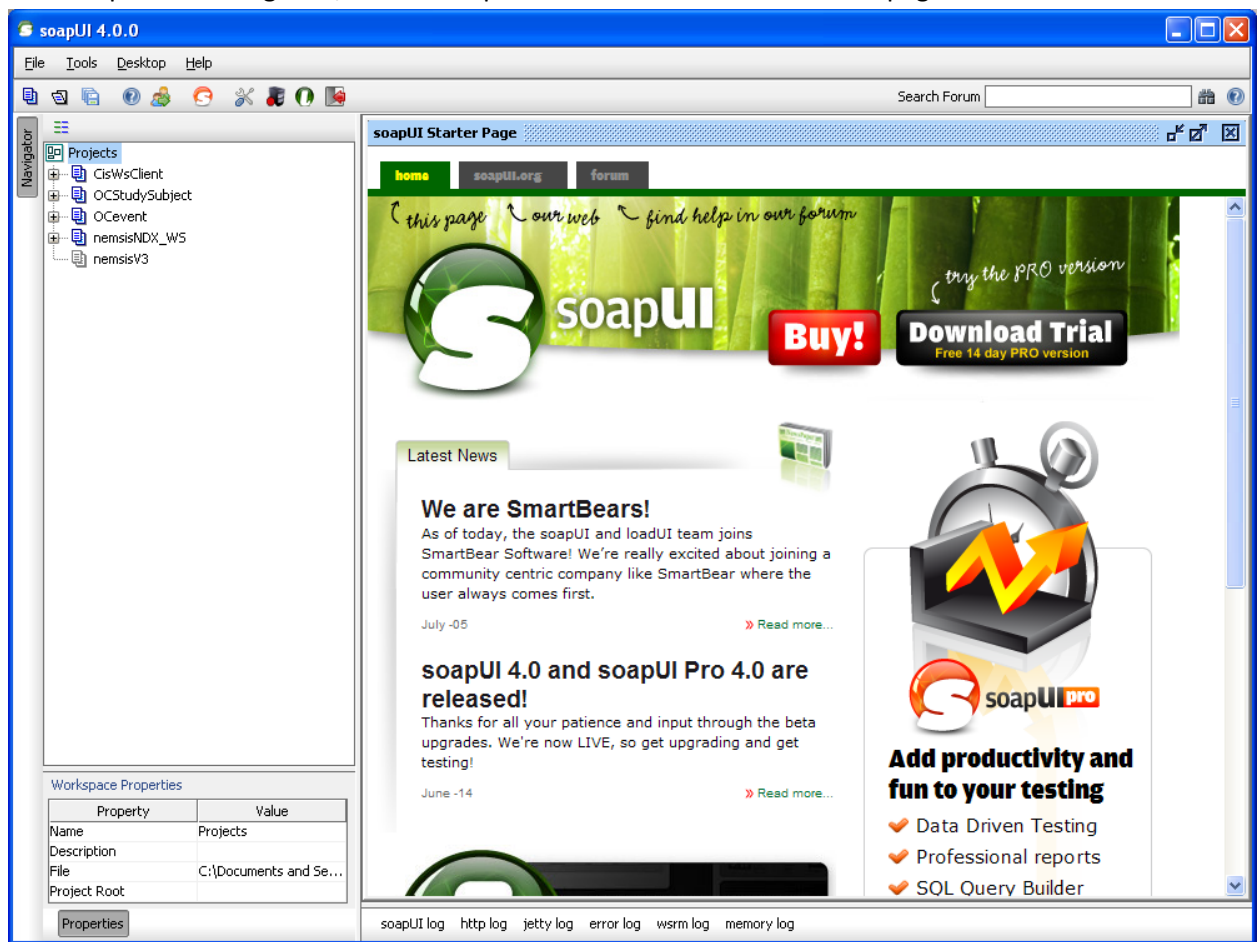 soapUI 4.0.0
File Tools Desktop Help
Search Forum
Navigator
Projects
CisWsClient
OCStudySubject
OCevent
nemsisNDX_WS
nemsisV3
soapUI Starter Page
home soapUI.org forum
this page our web find help in our forum
try the PRO version
soapUI
Buy!
Download Trial
Free 14 day PRO version
Latest News
We are SmartBears!
As of today, the soapUI and loadUI team joins
SmartBear Software! We're really excited about joining a
community centric company like SmartBear where the
user always comes first.
July -05 » Read more...
soapUI 4.0 and soapUI Pro 4.0 are
released!
Thanks for all your patience and input through the beta
upgrades. We're now LIVE, so get upgrading and get
testing!
June -14 » Read more...
soapUI pro
Add productivity and
fun to your testing
Data Driven Testing
Professional reports
SQL Query Builder
Workspace Properties
Property Value
Name Projects
Description
File C:\Documents and Se...
Project Root
Properties
soapUI log http log jetty log error log wsrm log memory log